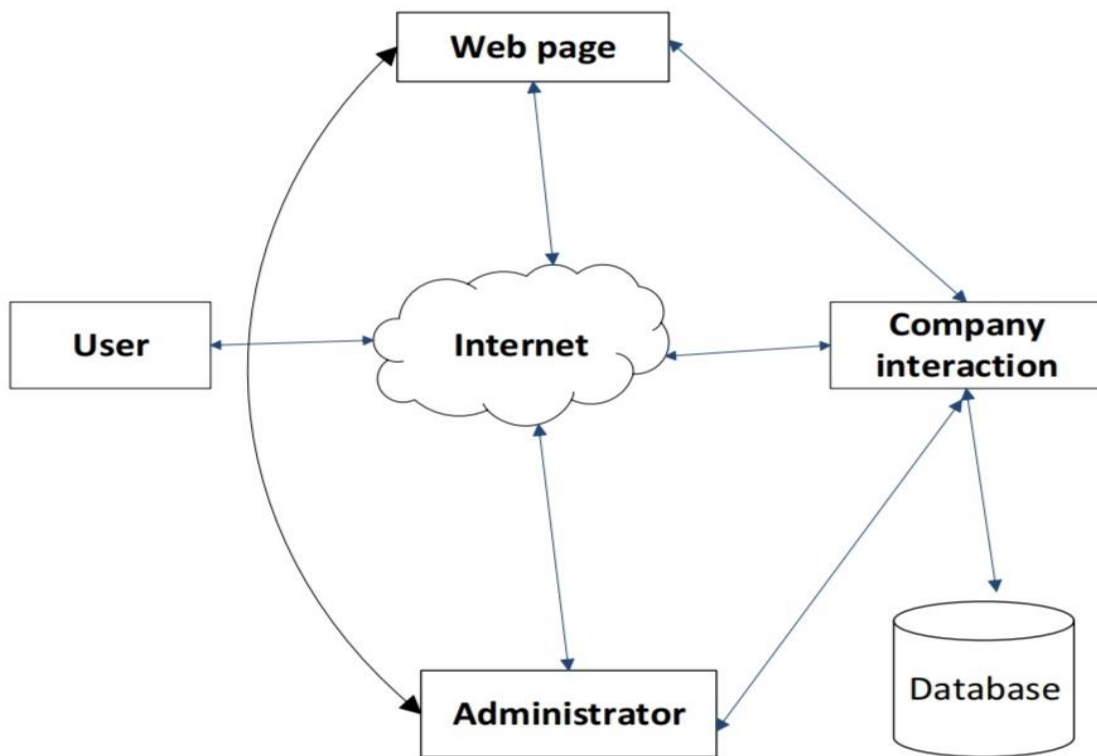 Web page
User
Internet
Company
interaction
Administrator
Database